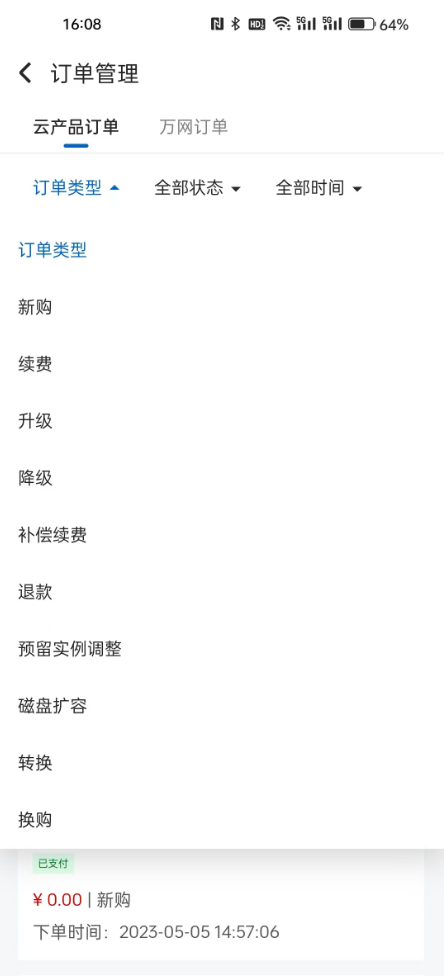 16:08
HD2 5G 5G 64%
订单管理
云产品订单 万网订单
订单类型 全部状态 全部时间
订单类型
新购
续费
升级
降级
补偿续费
退款
预留实例调整
磁盘扩容
转换
换购
已支付
¥ 0.00 | 新购
下单时间：2023-05-05 14:57:06